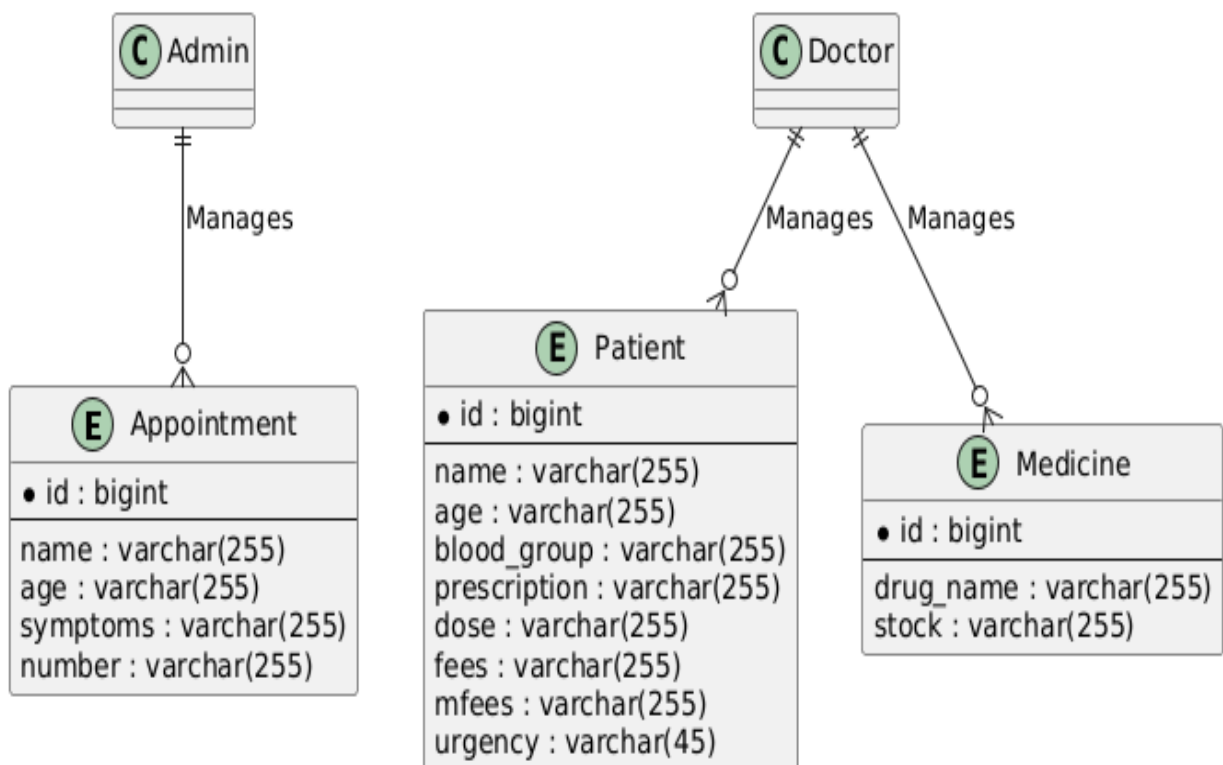 C Admin
C Doctor
Manages
Manages
Manages
E Patient
• id : bigint
name : varchar(255)
age : varchar(255)
blood_group : varchar(255)
prescription : varchar(255)
dose : varchar(255)
fees : varchar(255)
mfees : varchar(255)
urgency : varchar(45)
E Appointment
• id : bigint
name : varchar(255)
age : varchar(255)
symptoms : varchar(255)
number : varchar(255)
E Medicine
• id : bigint
drug_name : varchar(255)
stock : varchar(255)